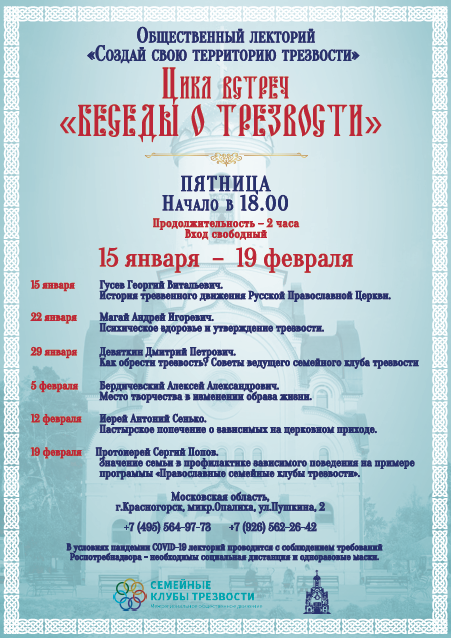 Общественный лекторий
«Создай свою территорию трезвости»
Цикл встреч
«БЕСЕДЫ О ТРЕЗВОСТИ»
ПЯТНИЦА
Начало в 18.00
Продолжительность – 2 часа
Вход свободный
15 января – 19 февраля
15 января Гусев Георгий Витальевич.
История трезвенного движения Русской Православной Церкви.
22 января Магай Андрей Игоревич.
Психическое здоровье и утверждение трезвости.
29 января Девяткин Дмитрий Петрович.
Как обрести трезвость? Советы ведущего семейного клуба трезвости
5 февраля Бердичевский Алексей Александрович.
Место творчества в изменении образа жизни.
12 февраля Иерей Антоний Сенько.
Пастырское попечение о зависимых на церковном приходе.
19 февраля Протоиерей Сергий Попов.
Значение семьи в профилактике зависимого поведения на примере
программы «Православные семейные клубы трезвости».
Московская область,
г.Красногорск, микр.Опалиха, ул.Пушкина, 2
+7 (495) 564-97-73 +7 (926) 562-26-42
В условиях пандемии COVID-19 лекторий проводится с соблюдением требований
Роспотребнадзора – необходимы социальная дистанция и одноразовые маски.
СЕМЕЙНЫЕ
КЛУБЫ ТРЕЗВОСТИ